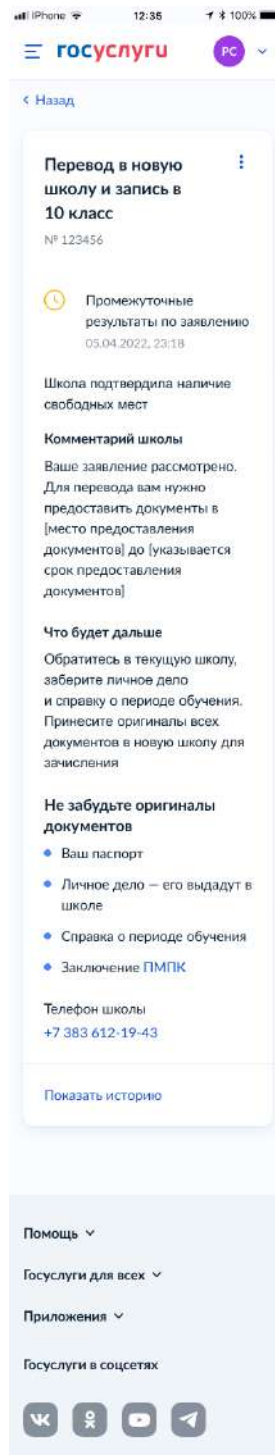 iPhone 12:35 100%
госуслуги РС
Назад
Перевод в новую
школу и запись в
10 класс
№ 123456
Промежуточные
результаты по заявлению
05.04.2022, 23:18
Школа подтвердила наличие
свободных мест
Комментарий школы
Ваше заявление рассмотрено.
Для перевода вам нужно
предоставить документы в
[место предоставления
документов] до [указывается
срок предоставления
документов]
Что будет дальше
Обратитесь в текущую школу,
заберите личное дело
и справку о периоде обучения.
Принесите оригиналы всех
документов в новую школу для
зачисления
Не забудьте оригиналы
документов
Ваш паспорт
Личное дело — его выдадут в
школе
Справка о периоде обучения
Заключение ПМПК
Телефон школы
+7 383 612-19-43
Показать историю
Помощь
Госуслуги для всех
Приложения
Госуслуги в соцсетях